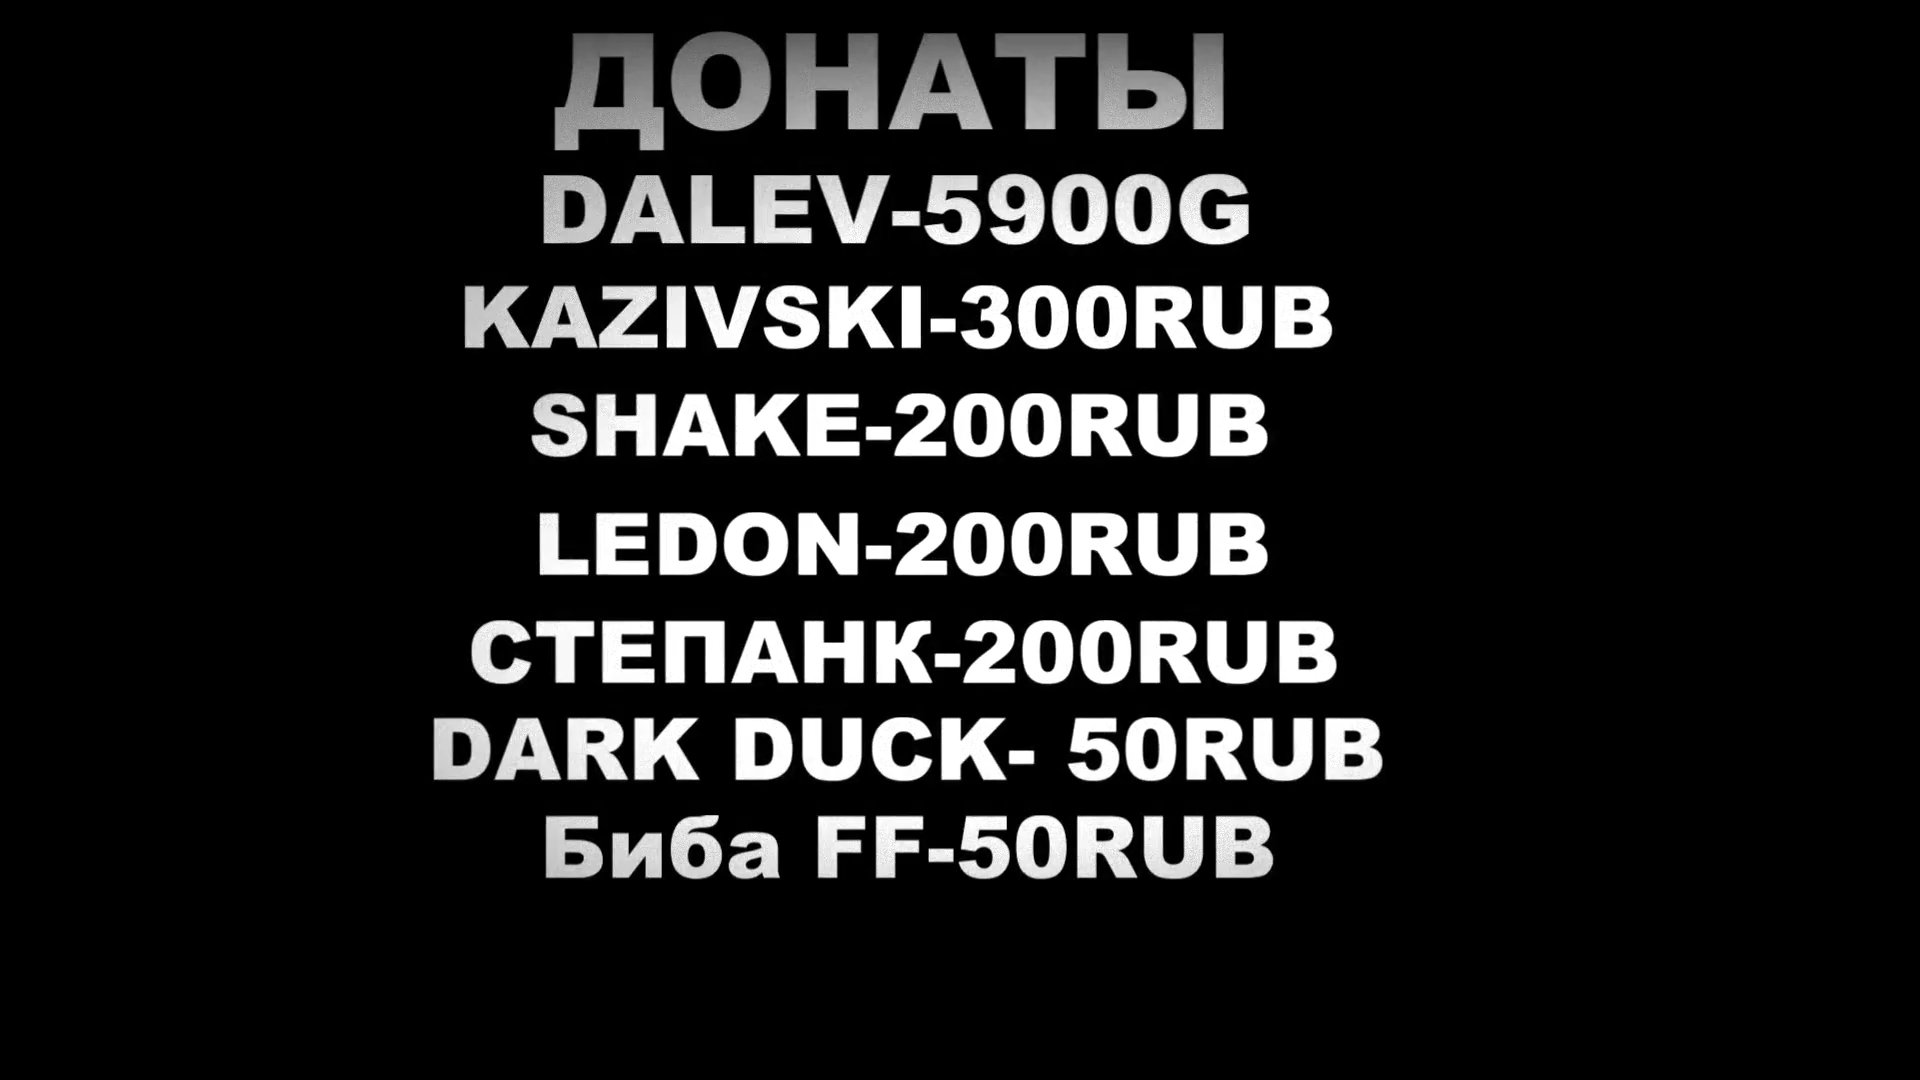 ДОНАТЫ
DALEV-5900G
KAZIVSKI-300RUB
SHAKE-200RUB
LEDON-200RUB
СТЕПАНК-200RUB
DARK DUCK- 50RUB
Биба FF-50RUB